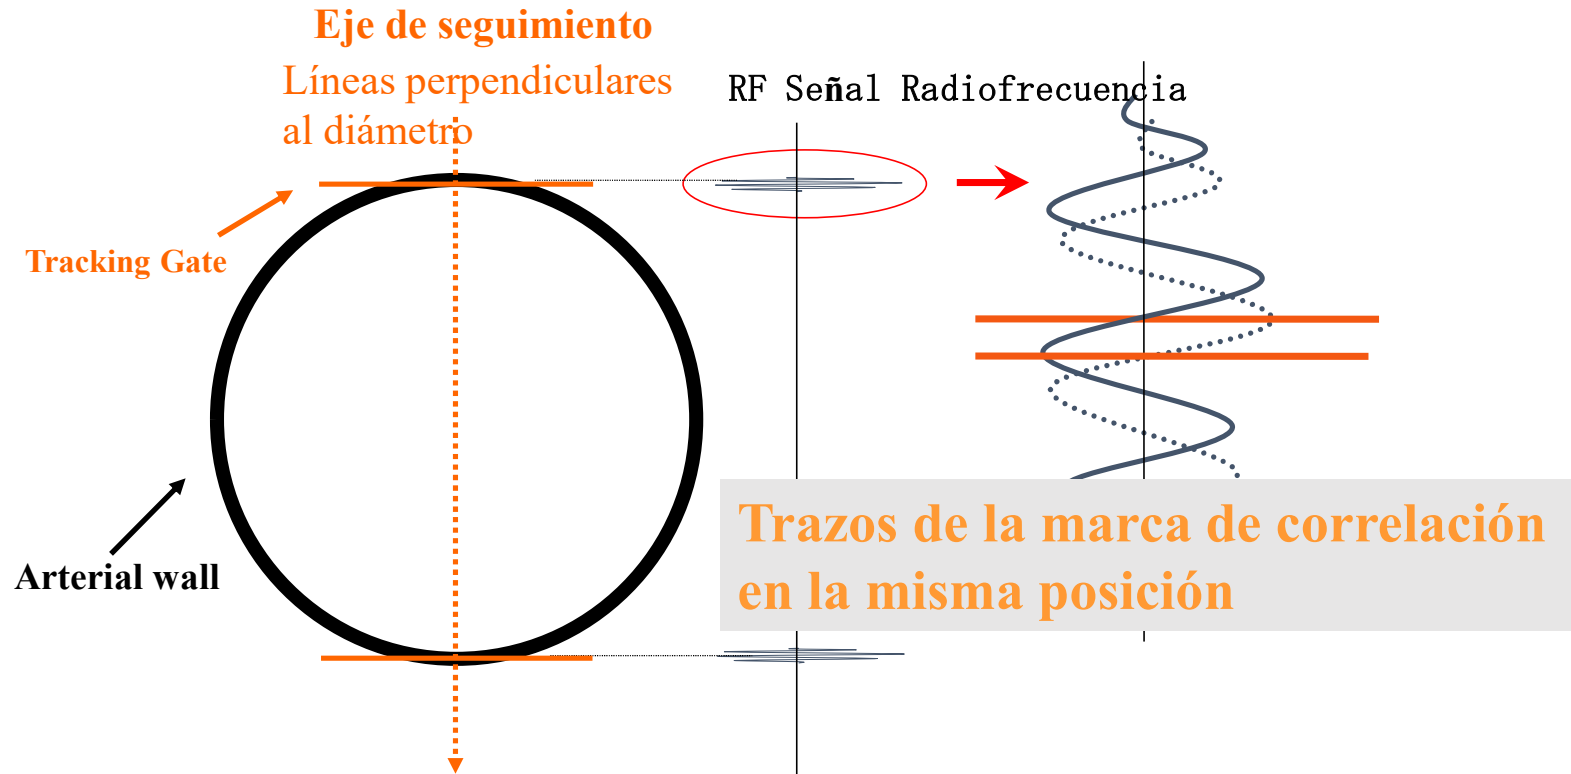 Eje de seguimiento
Líneas perpendiculares
al diámetro
RF Señal Radiofrecuencia
Tracking Gate
Arterial wall
Trazos de la marca de correlación
en la misma posición